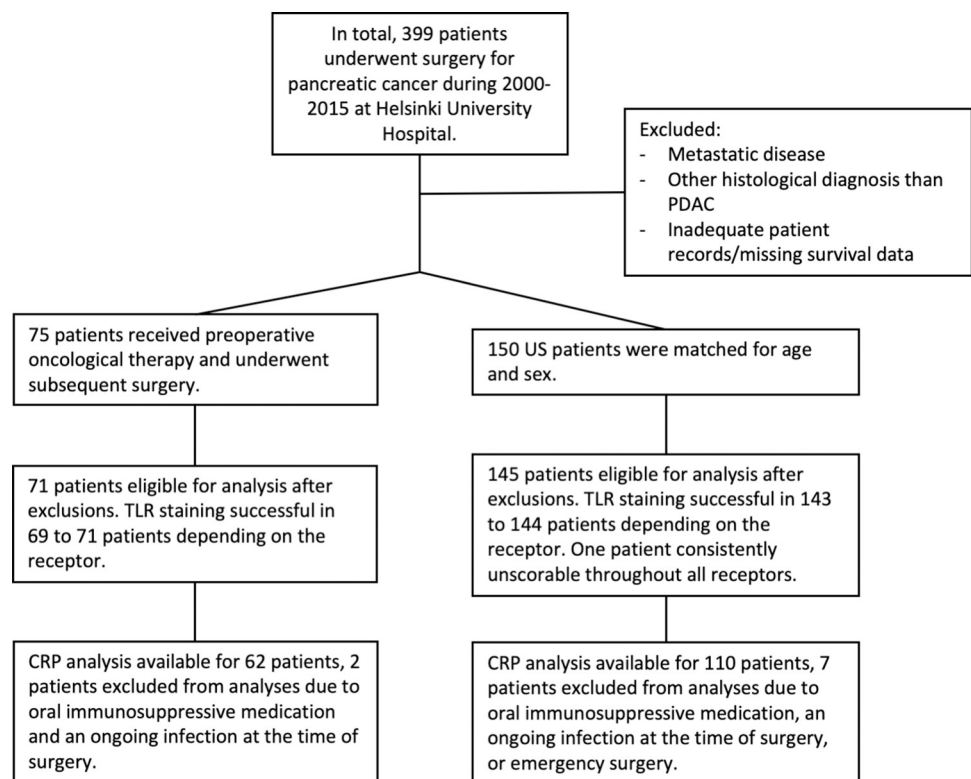 In total, 399 patients
underwent surgery for
pancreatic cancer during 2000-
2015 at Helsinki University
Hospital.
Excluded:
- Metastatic disease
- Other histological diagnosis than
PDAC
- Inadequate patient
records/missing survival data
75 patients received preoperative
oncological therapy and underwent
subsequent surgery.
150 US patients were matched for age
and sex.
71 patients eligible for analysis after
exclusions. TLR staining successful in
69 to 71 patients depending on the
receptor.
145 patients eligible for analysis after
exclusions. TLR staining successful in 143
to 144 patients depending on the
receptor. One patient consistently
unscorable throughout all receptors.
CRP analysis available for 62 patients, 2
patients excluded from analyses due to
oral immunosuppressive medication
and an ongoing infection at the time of
surgery.
CRP analysis available for 110 patients, 7
patients excluded from analyses due to
oral immunosuppressive medication, an
ongoing infection at the time of surgery,
or emergency surgery.